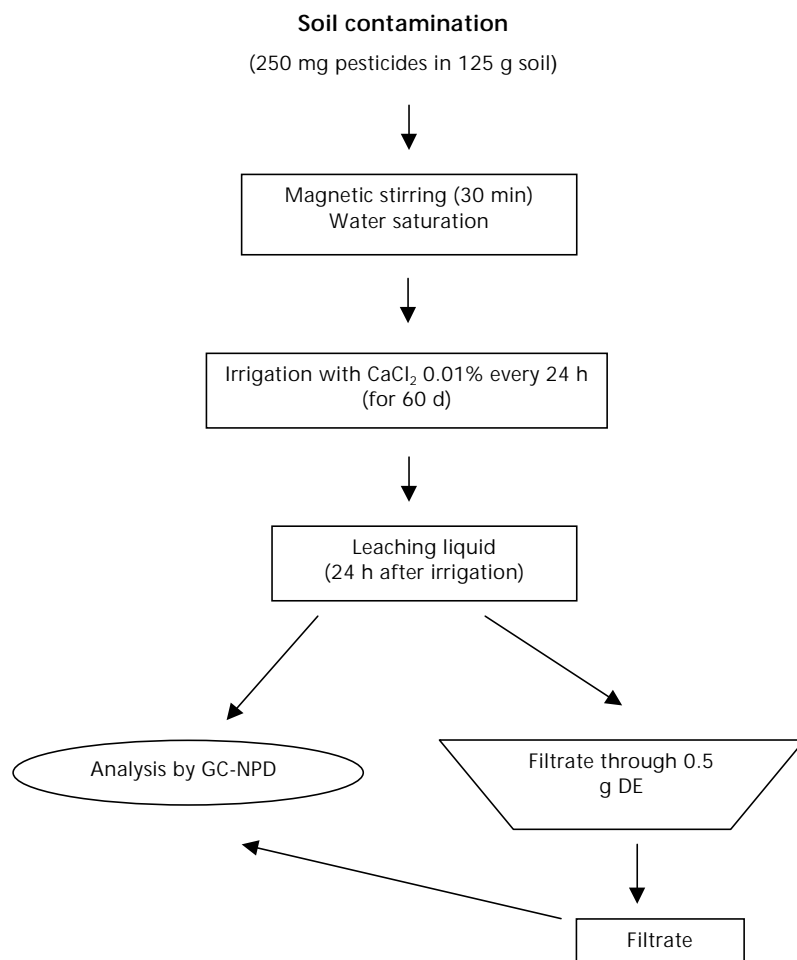 Soil contamination
(250 mg pesticides in 125 g soil)
Magnetic stirring (30 min)
Water saturation
Irrigation with CaCl₂ 0.01% every 24 h
(for 60 d)
Leaching liquid
(24 h after irrigation)
Analysis by GC-NPD
Filtrate through 0.5
g DE
Filtrate